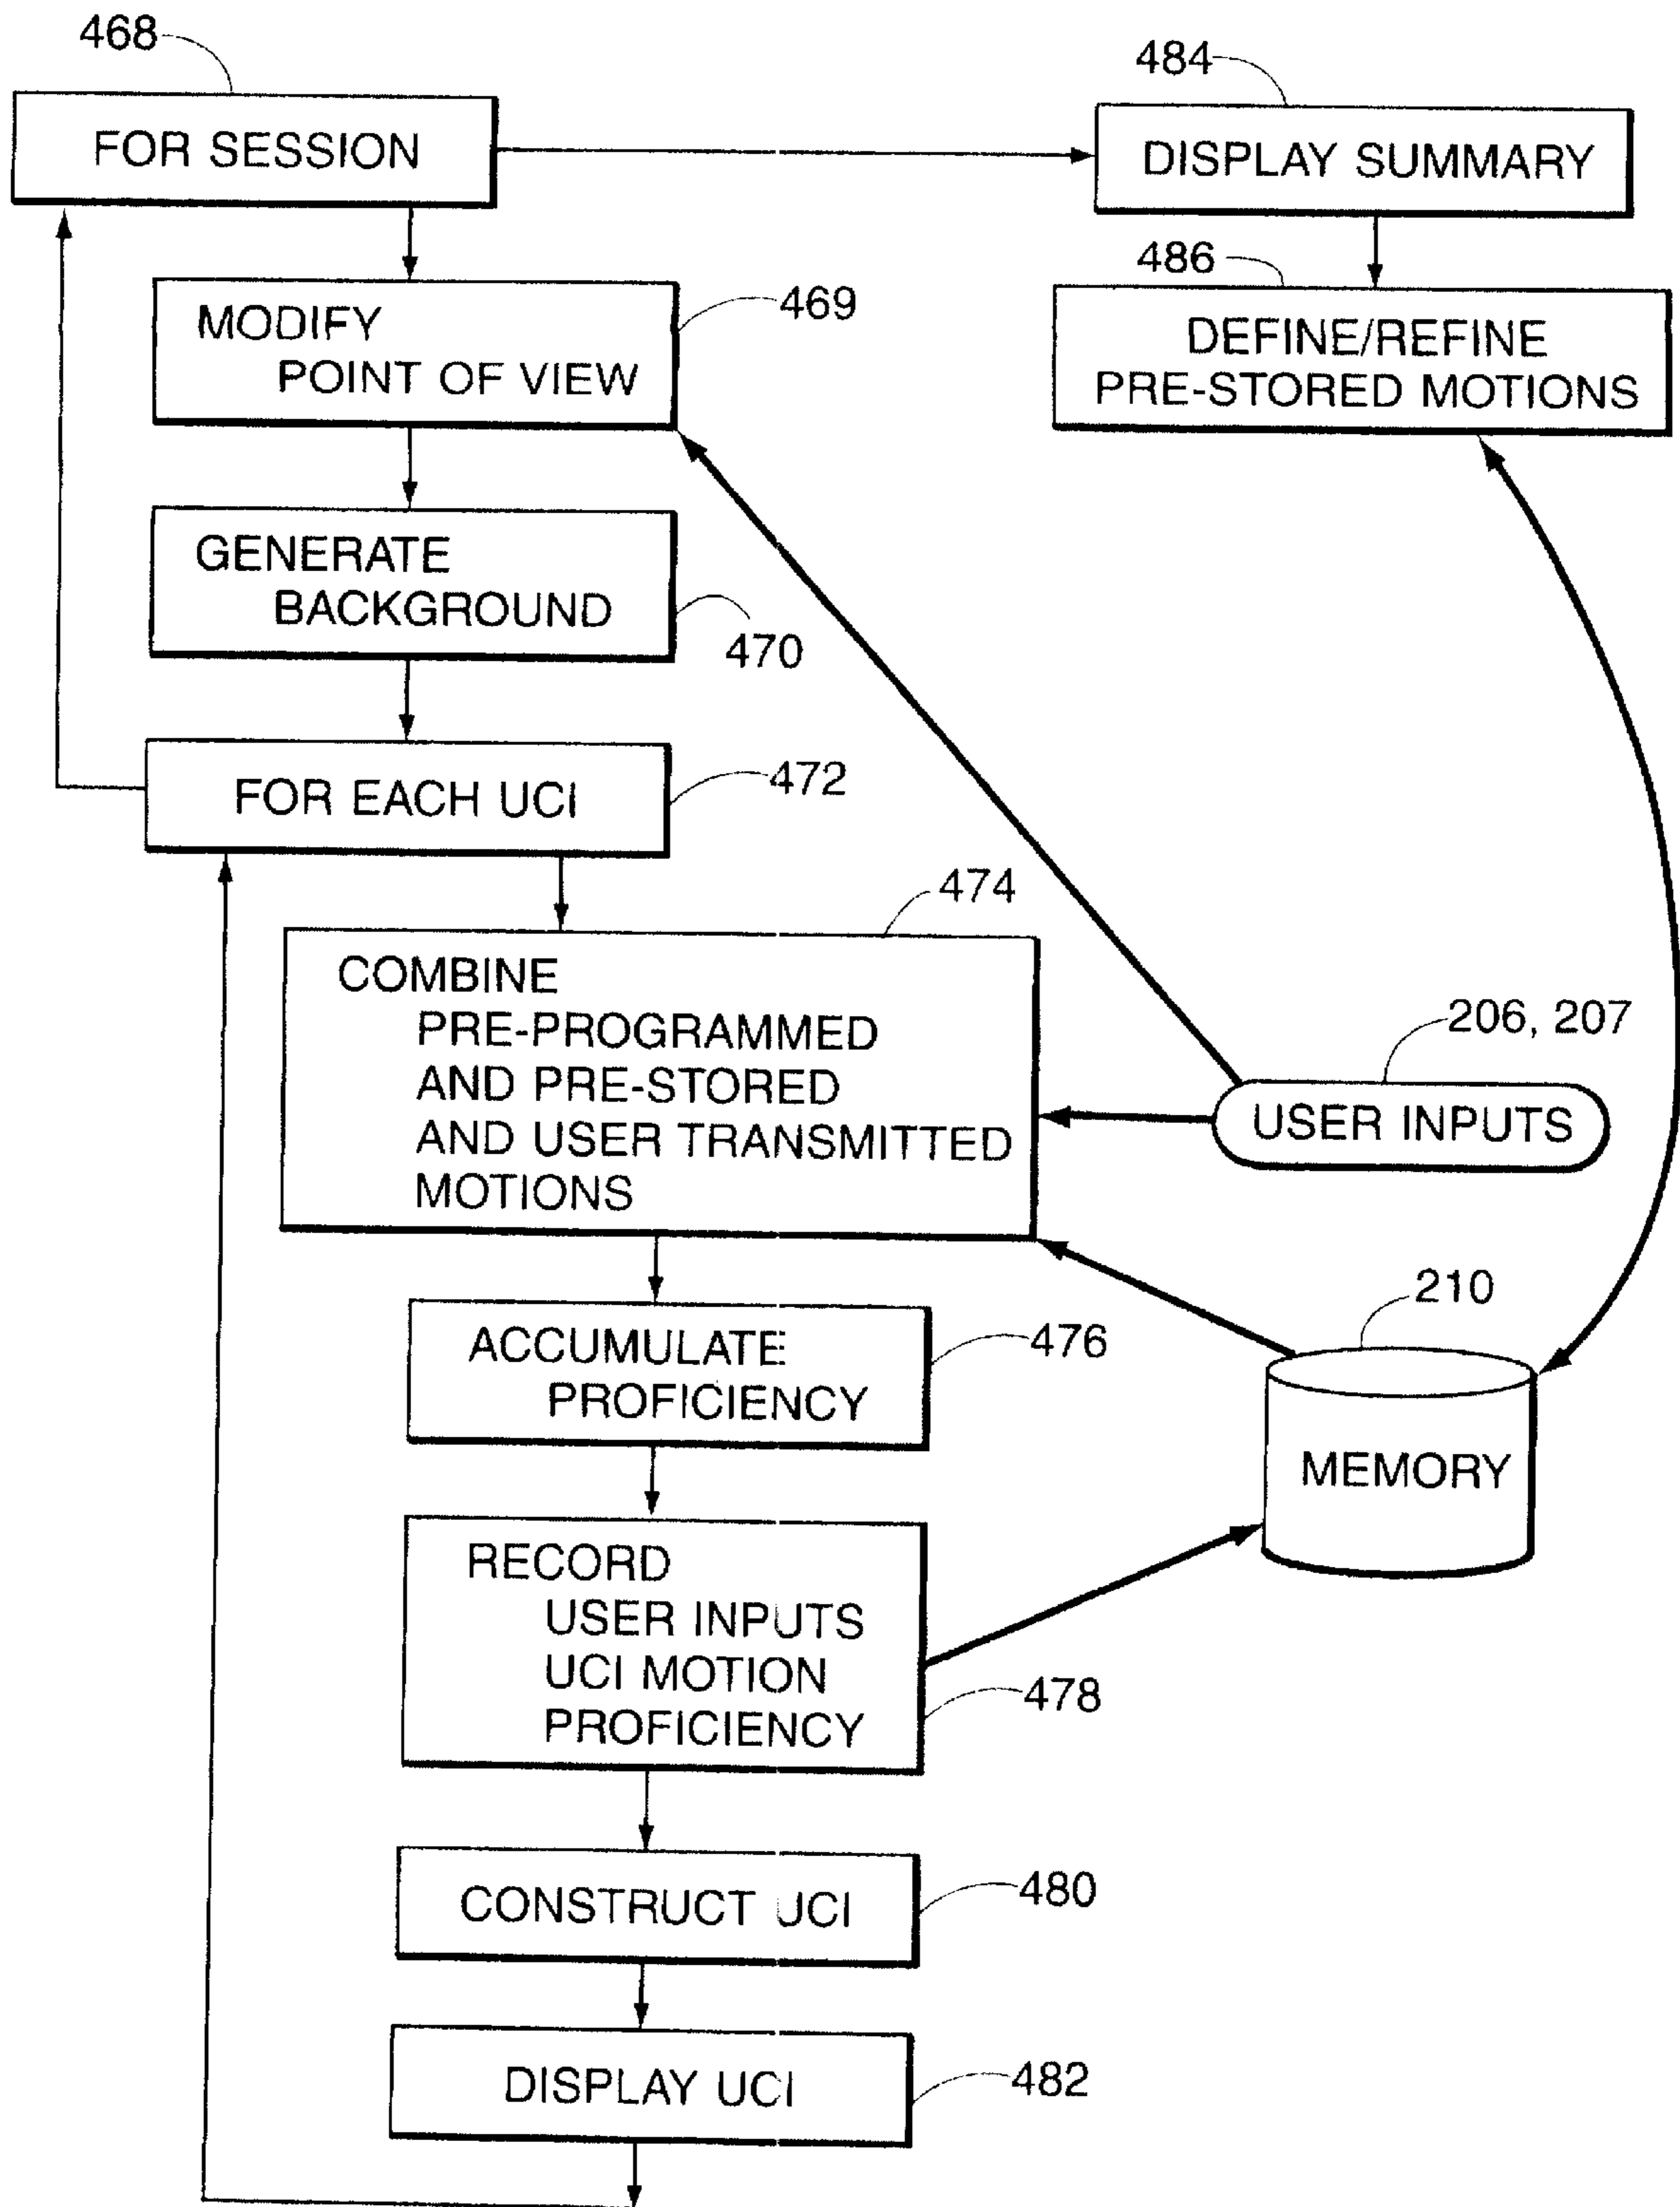 468
FOR SESSION
484
DISPLAY SUMMARY
469
MODIFY
POINT OF VIEW
486
DEFINE/REFINE
PRE-STORED MOTIONS
GENERATE
BACKGROUND
470
FOR EACH UCI
472
474
COMBINE
PRE-PROGRAMMED
AND PRE-STORED
AND USER TRANSMITTED
MOTIONS
206, 207
USER INPUTS
ACCUMULATE
PROFICIENCY
476
210
MEMORY
RECORD
USER INPUTS
UCI MOTION
PROFICIENCY
478
CONSTRUCT UCI
480
DISPLAY UCI
482